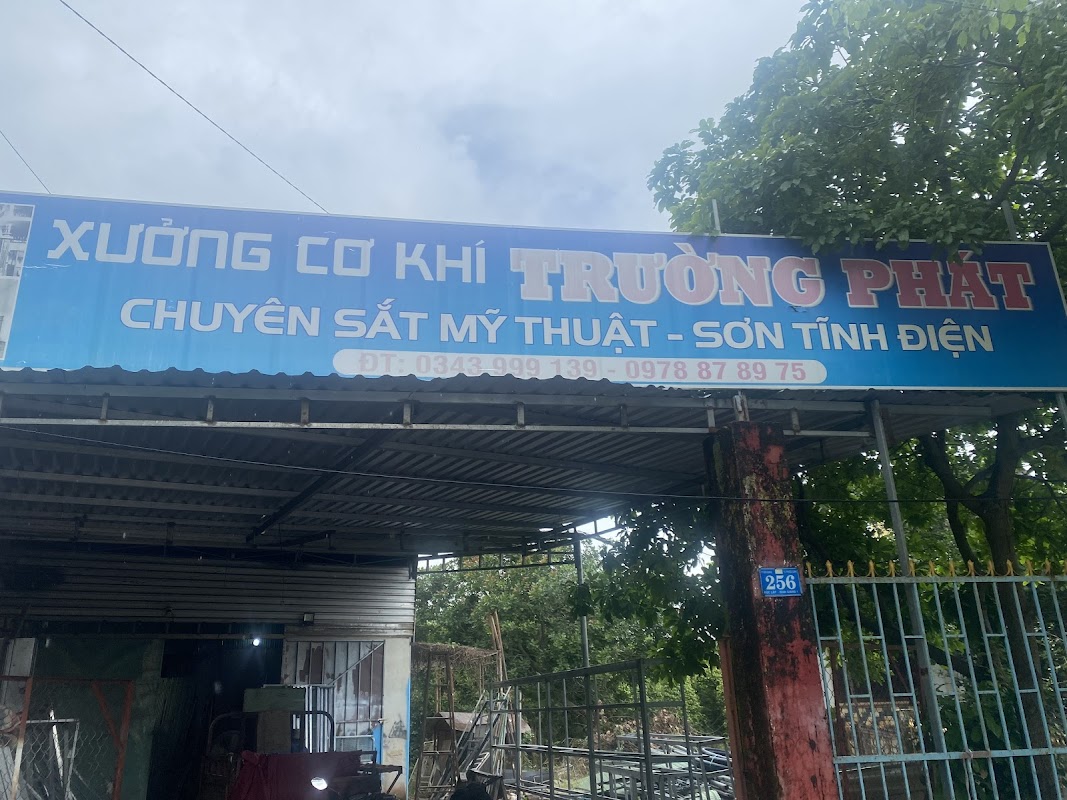 XƯỞNG CƠ KHÍ TRƯỜNG PHÁT
CHUYÊN SẮT MỸ THUẬT - SƠN TĨNH ĐIỆN
ĐT: 0343 999 139 - 0978 87 89 75
256